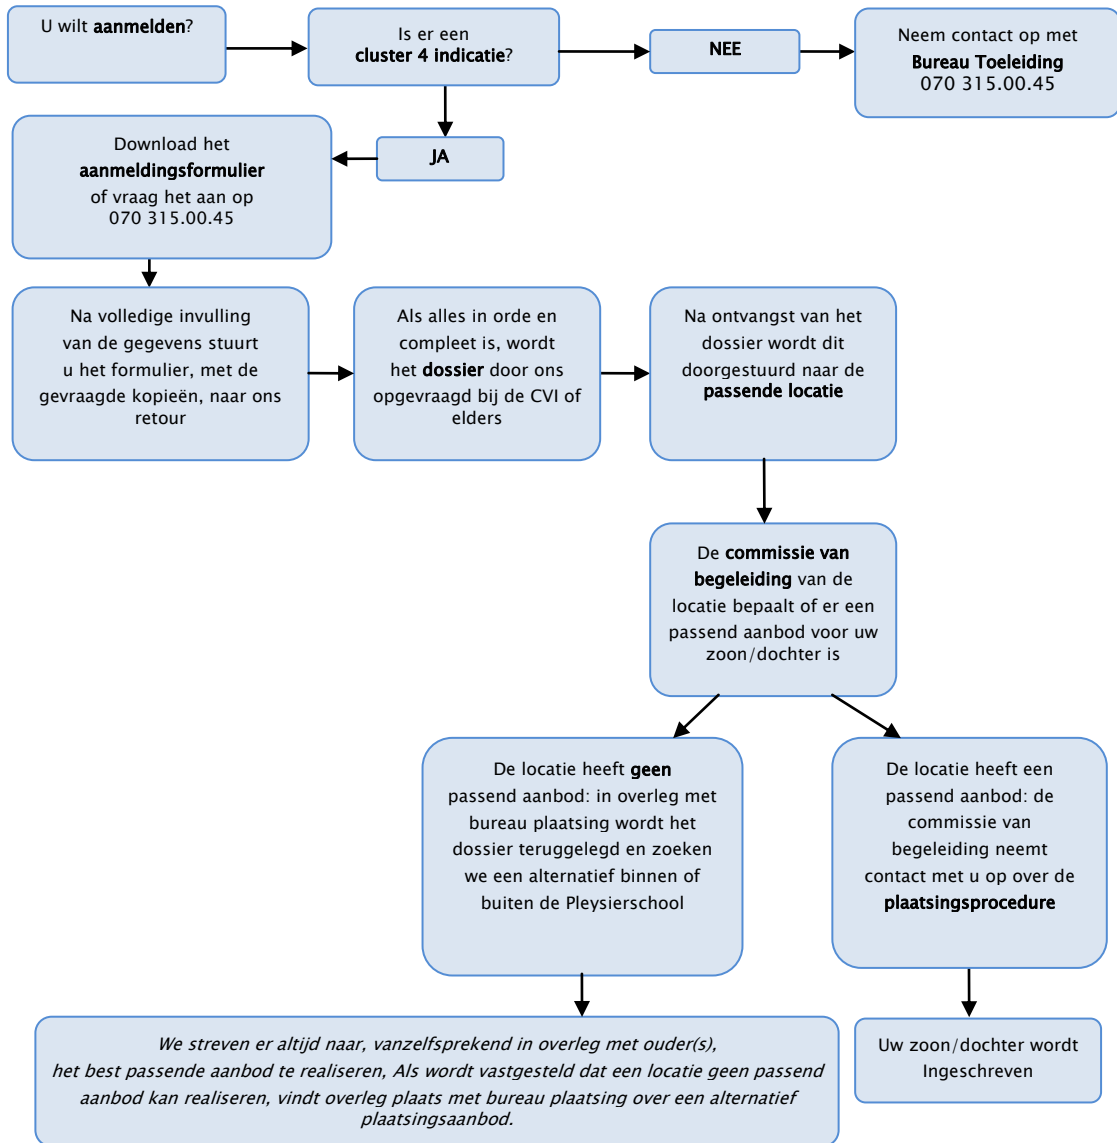 U wilt aanmelden?
Is er een
cluster 4 indicatie?
NEE
Neem contact op met
Bureau Toeleiding
070 315.00.45
JA
Download het
aanmeldingsformulier
of vraag het aan op
070 315.00.45
Na volledige invulling
van de gegevens stuurt
u het formulier, met de
gevraagde kopieën, naar ons
retour
Als alles in orde en
compleet is, wordt
het dossier door ons
opgevraagd bij de CVI of
elders
Na ontvangst van het
dossier wordt dit
doorgestuurd naar de
passende locatie
De commissie van
begeleiding van de
locatie bepaalt of er een
passend aanbod voor uw
zoon/dochter is
De locatie heeft geen
passend aanbod: in overleg met
bureau plaatsing wordt het
dossier teruggelegd en zoeken
we een alternatief binnen of
buiten de Pleysierschool
De locatie heeft een
passend aanbod: de
commissie van
begeleiding neemt
contact met u op over de
plaatsingsprocedure
We streven er altijd naar, vanzelfsprekend in overleg met ouder(s),
het best passende aanbod te realiseren, Als wordt vastgesteld dat een locatie geen passend
aanbod kan realiseren, vindt overleg plaats met bureau plaatsing over een alternatief
plaatsingsaanbod.
Uw zoon/dochter wordt
Ingeschreven